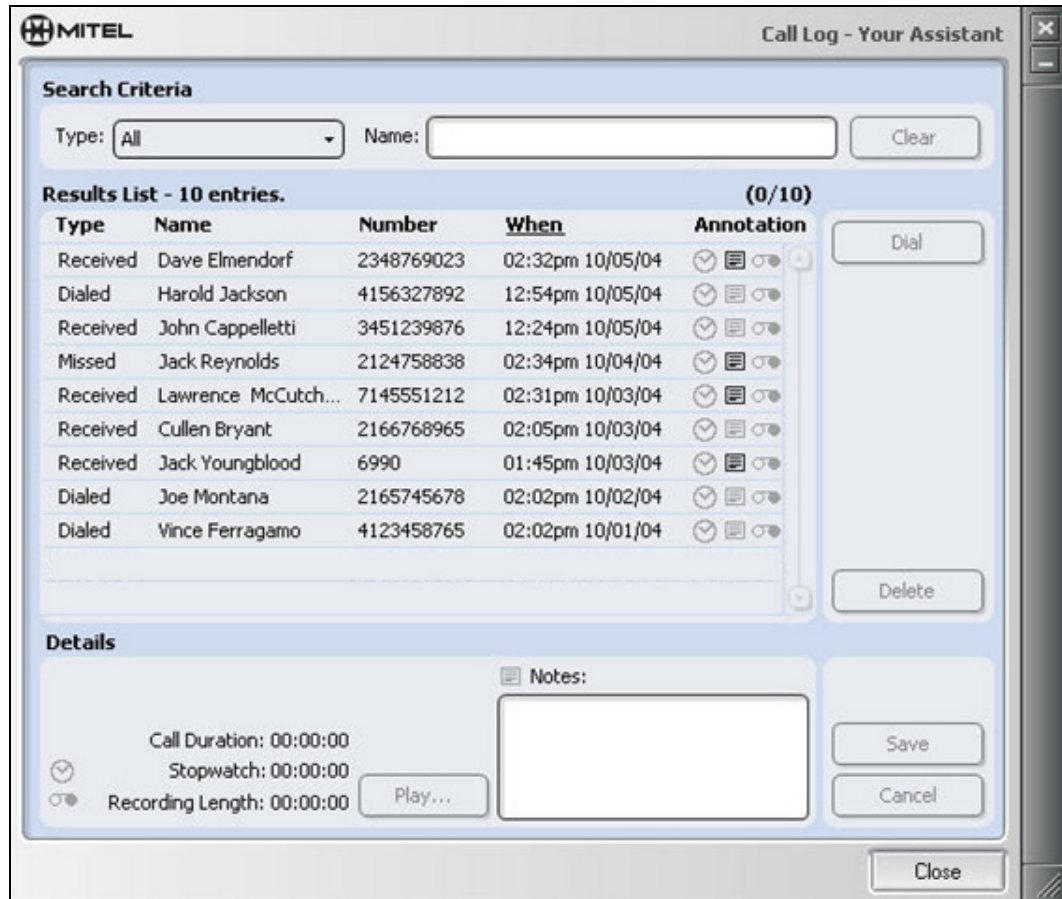 MITEL
Call Log - Your Assistant
Search Criteria
Type: All Name: Clear
Results List - 10 entries. (0/10)
Type Name Number When Annotation
Dial
Received Dave Elmendorf 2348769023 02:32pm 10/05/04
Dialed Harold Jackson 4156327892 12:54pm 10/05/04
Received John Cappelletti 3451239876 12:24pm 10/05/04
Missed Jack Reynolds 2124758838 02:34pm 10/04/04
Received Lawrence McCutch... 7145551212 02:31pm 10/03/04
Received Cullen Bryant 2166768965 02:05pm 10/03/04
Received Jack Youngblood 6990 01:45pm 10/03/04
Dialed Joe Montana 2165745678 02:02pm 10/02/04
Dialed Vince Ferragamo 4123458765 02:02pm 10/01/04
Delete
Details
Notes:
Call Duration: 00:00:00
Stopwatch: 00:00:00
Recording Length: 00:00:00
Play...
Save
Cancel
Close